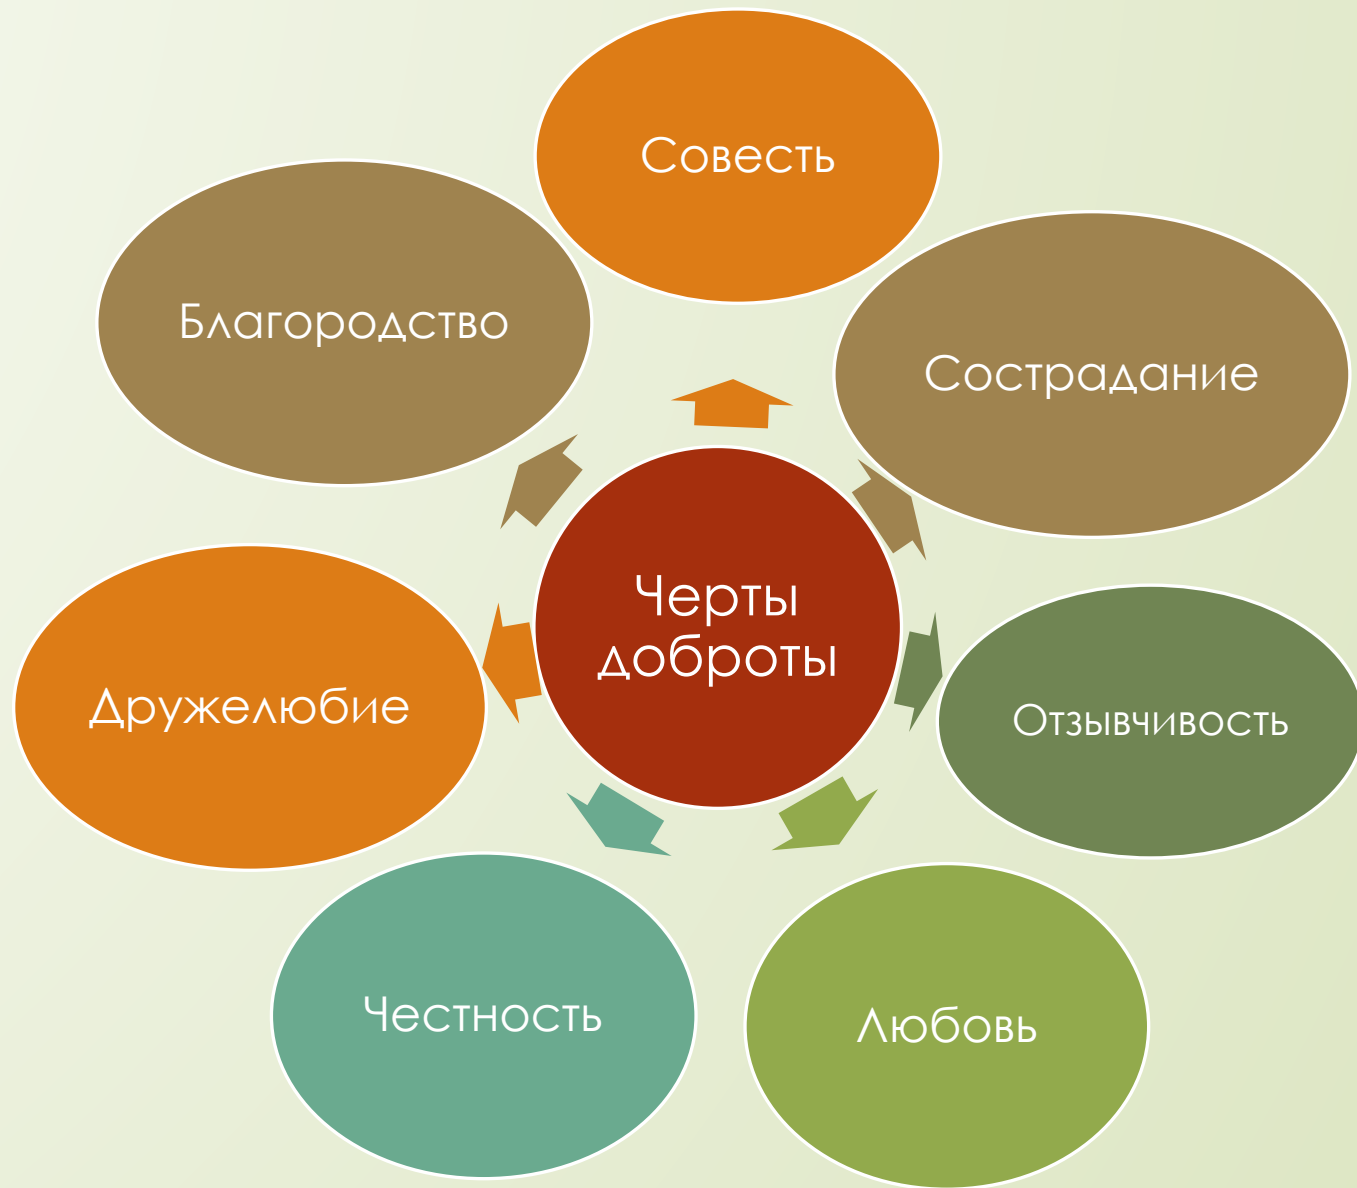 Совесть
Благородство
Сострадание
Черты
доброты
Дружелюбие
Отзывчивость
Честность
Любовь